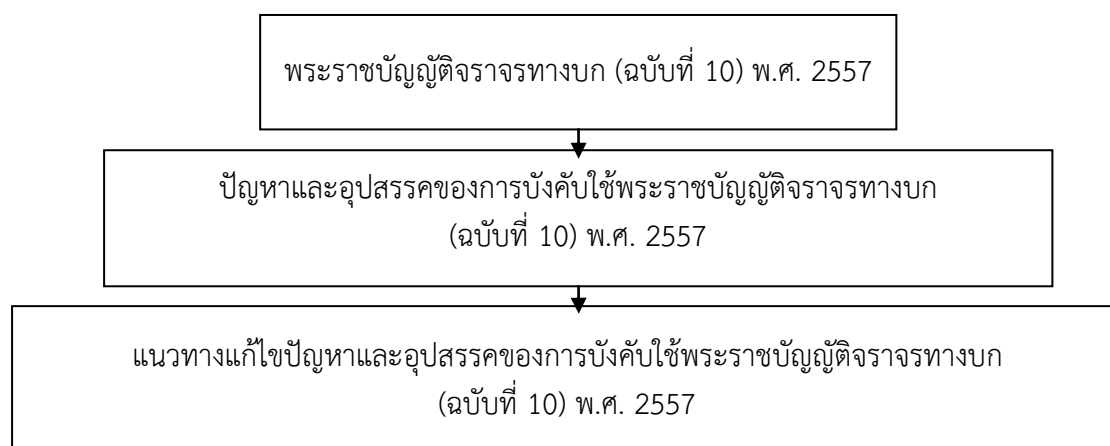 พระราชบัญญัติจราจรทางบก (ฉบับที่ 10) พ.ศ. 2557
ปัญหาและอุปสรรคของการบังคับใช้พระราชบัญญัติจราจรทางบก
(ฉบับที่ 10) พ.ศ. 2557
แนวทางแก้ไขปัญหาและอุปสรรคของการบังคับใช้พระราชบัญญัติจราจรทางบก
(ฉบับที่ 10) พ.ศ. 2557